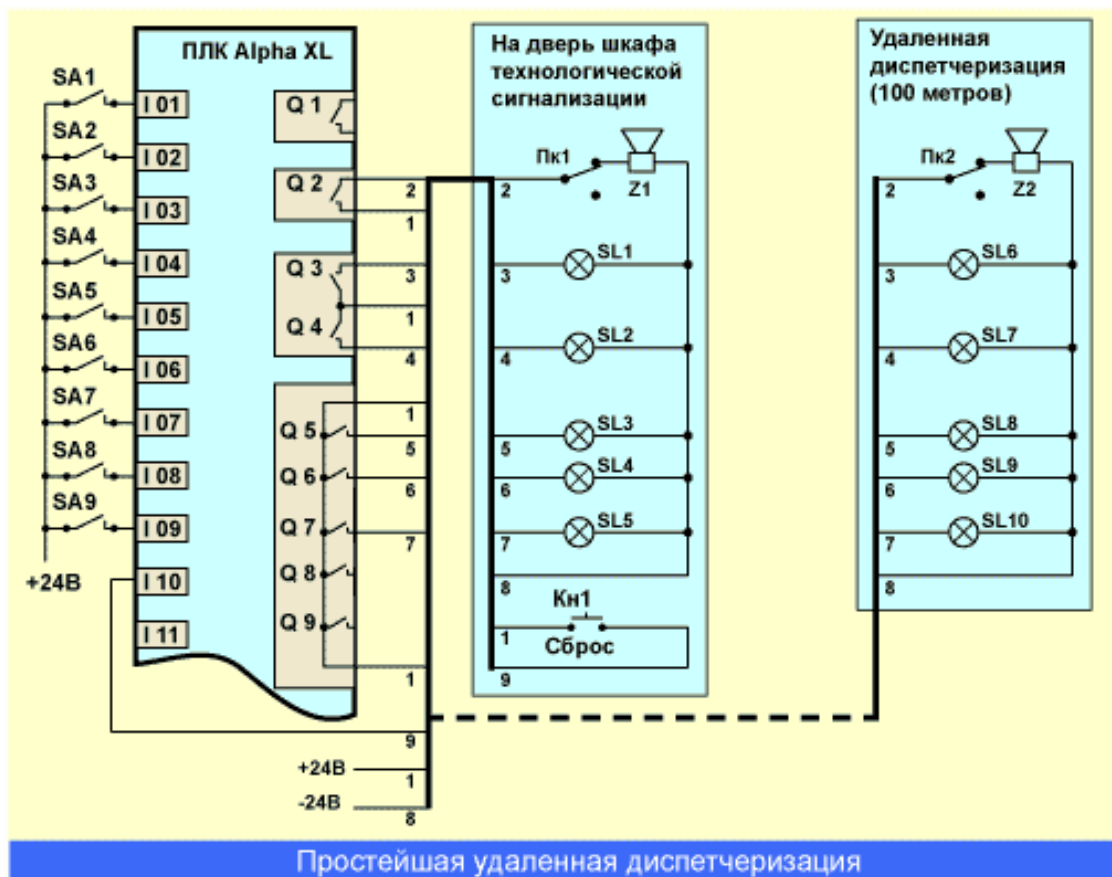 ПЛК Alpha XL
SA1
I 01
SA2
I 02
SA3
I 03
SA4
I 04
SA5
I 05
SA6
I 06
SA7
I 07
SA8
I 08
SA9
I 09
+24В
I 10
I 11
Q 1
Q 2
Q 3
Q 4
Q 5
Q 6
Q 7
Q 8
Q 9
2
1
3
1
4
1
5
6
7
1
9
+24В
1
-24В
8
На дверь шкафа
технологической
сигнализации
Пк1
2
Z1
SL1
3
SL2
4
SL3
5
SL4
6
SL5
7
8
Кн1
1
Сброс
9
Удаленная
диспетчеризация
(100 метров)
Пк2
2
Z2
SL6
3
SL7
4
SL8
5
SL9
6
SL10
7
8
Простейшая удаленная диспетчеризация